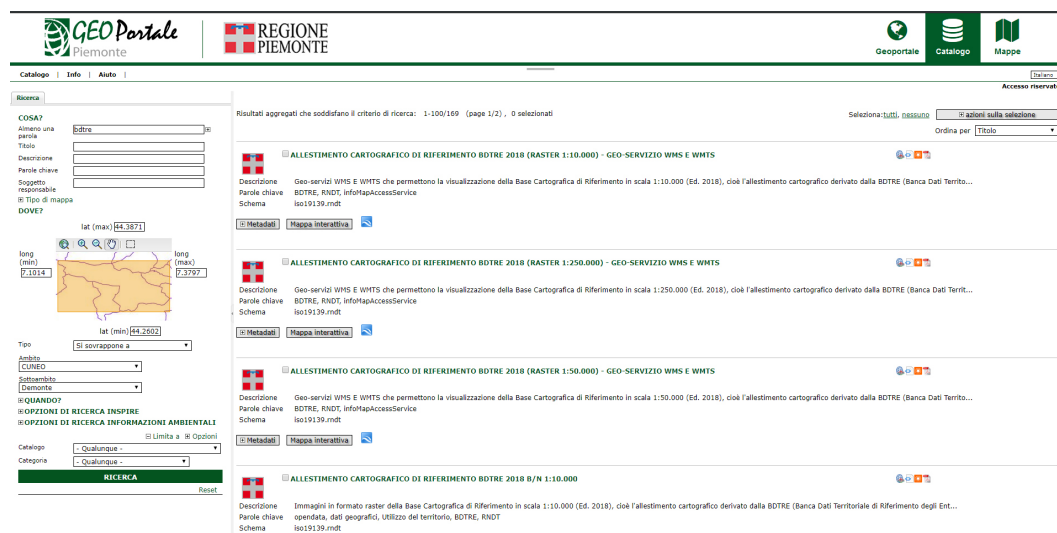 GEOPortale
Piemonte
REGIONE
PIEMONTE
Geoportale
Catalogo
Mappe
Catalogo | Info | Aiuto |
Italiano
Accesso riservato
Ricerca
COSA?
Almeno una
parola
bdtre
Titolo
Descrizione
Parole chiave
Soggetto
responsabile
Tipo di mappa
DOVE?
lat (max) 44.3871
long
(min)
7.1014
long
(max)
7.3797
lat (min) 44.2602
Tipo
Si sovrappone a
Ambito
CUNEO
Sottoambito
Demonte
QUANDO?
OPZIONI DI RICERCA INSPIRE
OPZIONI DI RICERCA INFORMAZIONI AMBIENTALI
Limita a Opzioni
Catalogo
- Qualunque -
Categoria
- Qualunque -
RICERCA
Reset
Risultati aggregati che soddisfano il criterio di ricerca: 1-100/169 (page 1/2) , 0 selezionati
Seleziona:tutti, nessuno
azioni sulla selezione
Ordina per Titolo
ALLESTIMENTO CARTOGRAFICO DI RIFERIMENTO BDTRE 2018 (RASTER 1:10.000) - GEO-SERVIZIO WMS E WMTS
Descrizione Geo-servizi WMS E WMTS che permettono la visualizzazione della Base Cartografica di Riferimento in scala 1:10.000 (Ed. 2018), cioè l'allestimento cartografico derivato dalla BDTRE (Banca Dati Territo...
Parole chiave BDTRE, RNDT, infoMapAccessService
Schema iso19139.rndt
Metadati Mappa interattiva
ALLESTIMENTO CARTOGRAFICO DI RIFERIMENTO BDTRE 2018 (RASTER 1:250.000) - GEO-SERVIZIO WMS E WMTS
Descrizione Geo-servizi WMS E WMTS che permettono la visualizzazione della Base Cartografica di Riferimento in scala 1:250.000 (Ed. 2018), cioè l'allestimento cartografico derivato dalla BDTRE (Banca Dati Territ...
Parole chiave BDTRE, RNDT, infoMapAccessService
Schema iso19139.rndt
Metadati Mappa interattiva
ALLESTIMENTO CARTOGRAFICO DI RIFERIMENTO BDTRE 2018 (RASTER 1:50.000) - GEO-SERVIZIO WMS E WMTS
Descrizione Geo-servizi WMS E WMTS che permettono la visualizzazione della Base Cartografica di Riferimento in scala 1:50.000 (Ed. 2018), cioè l'allestimento cartografico derivato dalla BDTRE (Banca Dati Territ...
Parole chiave BDTRE, RNDT, infoMapAccessService
Schema iso19139.rndt
Metadati Mappa interattiva
ALLESTIMENTO CARTOGRAFICO DI RIFERIMENTO BDTRE 2018 B/N 1:10.000
Descrizione Immagini in formato raster della Base Cartografica di Riferimento in scala 1:10.000 (Ed. 2018), cioè l'allestimento cartografico derivato dalla BDTRE (Banca Dati Territoriale di Riferimento degli Ent...
Parole chiave opendata, dati geografici, Utilizzo del territorio, BDTRE, RNDT
Schema iso19139.rndt